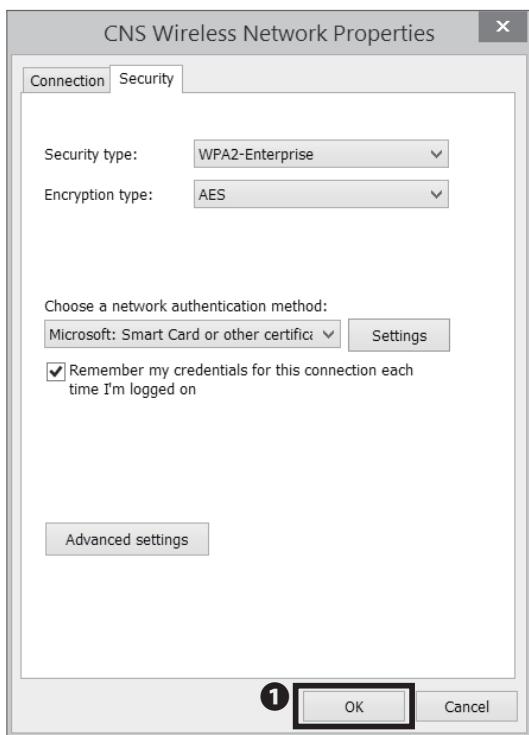 CNS Wireless Network Properties
Connection Security
Security type: WPA2-Enterprise
Encryption type: AES
Choose a network authentication method:
Microsoft: Smart Card or other certifica Settings
Remember my credentials for this connection each
time I'm logged on
Advanced settings
1 OK Cancel